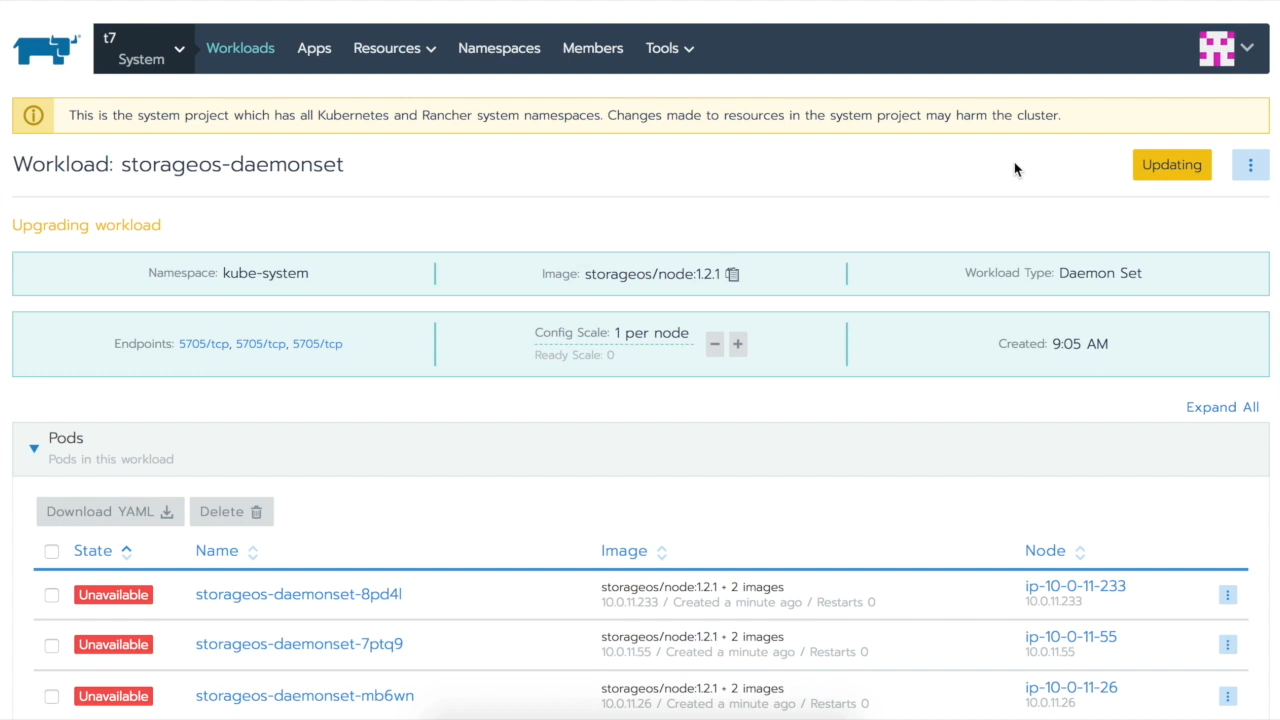 t7
System
Workloads Apps Resources Namespaces Members Tools
This is the system project which has all Kubernetes and Rancher system namespaces. Changes made to resources in the system project may harm the cluster.
Workload: storageos-daemonset
Updating
Upgrading workload
Namespace: kube-system
Image: storageos/node:1.2.1
Workload Type: Daemon Set
Endpoints: 5705/tcp, 5705/tcp, 5705/tcp
Config Scale: 1 per node
Ready Scale: 0
Created: 9:05 AM
Expand All
Pods
Pods in this workload
Download YAML Delete
State Name Image Node
Unavailable storageos-daemonset-8pd4l storageos/node:1.2.1 + 2 images ip-10-0-11-233
10.0.11.233 / Created a minute ago / Restarts 0 10.0.11.233
Unavailable storageos-daemonset-7ptq9 storageos/node:1.2.1 + 2 images ip-10-0-11-55
10.0.11.55 / Created a minute ago / Restarts 0 10.0.11.55
Unavailable storageos-daemonset-mb6wn storageos/node:1.2.1 + 2 images ip-10-0-11-26
10.0.11.26 / Created a minute ago / Restarts 0 10.0.11.26